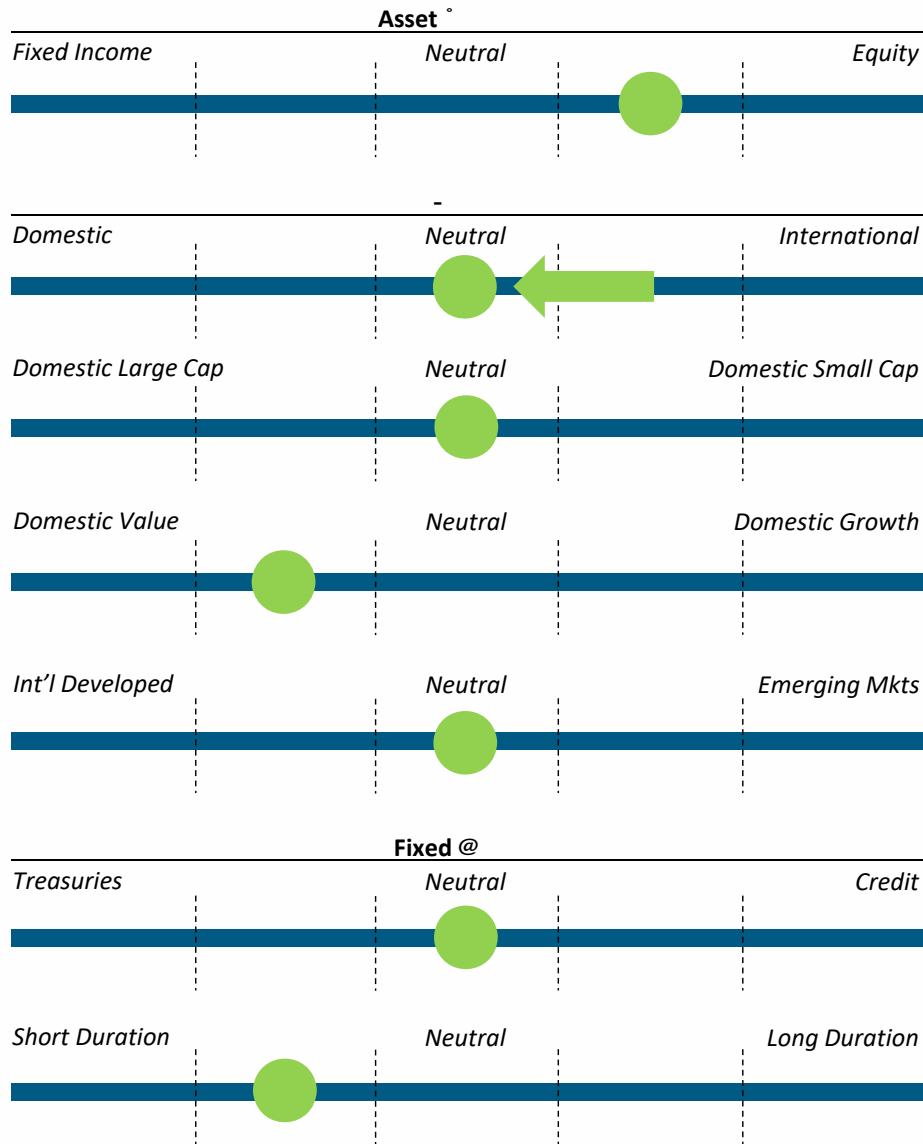 Asset °
Fixed Income Neutral Equity
-
Domestic Neutral International
Domestic Large Cap Neutral Domestic Small Cap
Domestic Value Neutral Domestic Growth
Int’l Developed Neutral Emerging Mkts
Fixed @
Treasuries Neutral Credit
Short Duration Neutral Long Duration